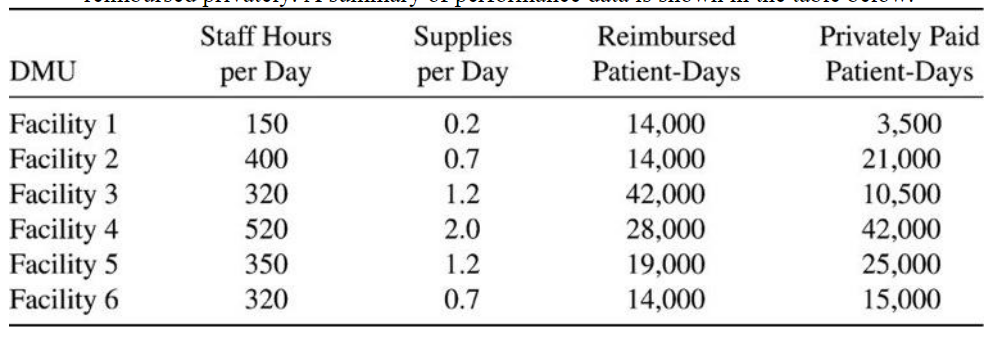 reimbursed privately. A summary of performance data is shown in the table below.
Staff Hours Supplies Reimbursed Privately Paid
DMU per Day per Day Patient-Days Patient-Days
Facility 1 150 0.2 14,000 3,500
Facility 2 400 0.7 14,000 21,000
Facility 3 320 1.2 42,000 10,500
Facility 4 520 2.0 28,000 42,000
Facility 5 350 1.2 19,000 25,000
Facility 6 320 0.7 14,000 15,000